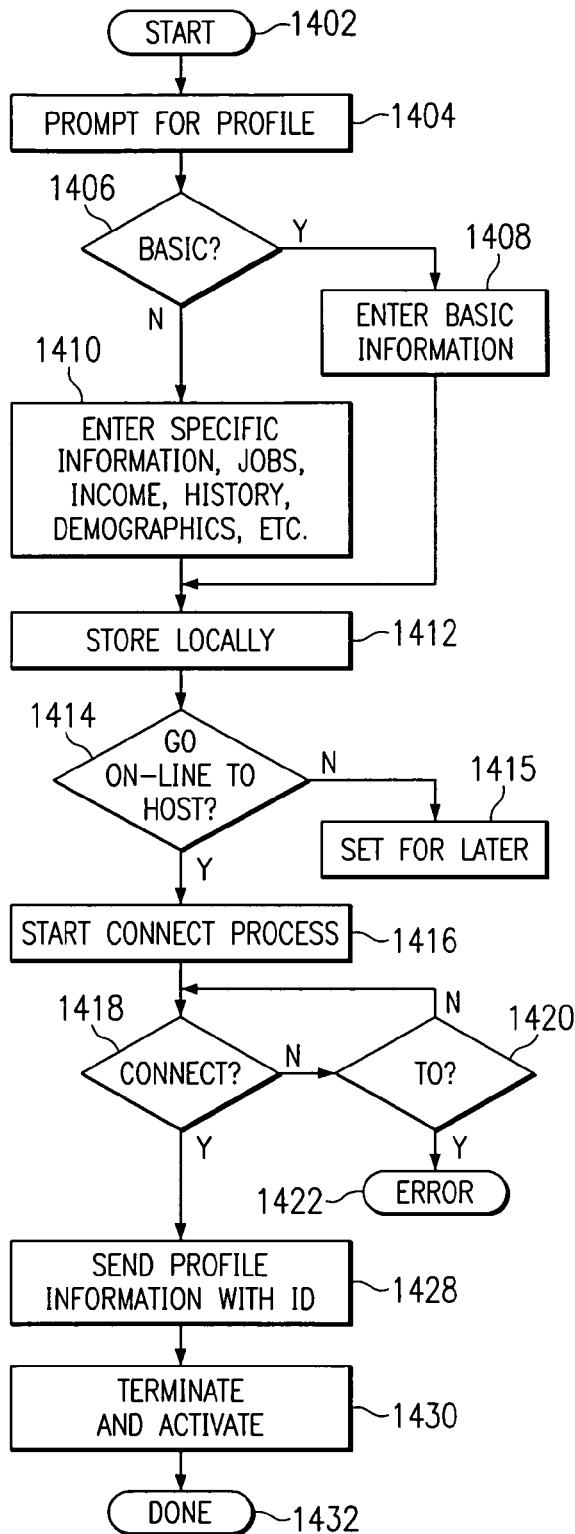 START
1402
PROMPT FOR PROFILE
1404
1406
BASIC?
Y
N
1408
ENTER BASIC
INFORMATION
1410
ENTER SPECIFIC
INFORMATION, JOBS,
INCOME, HISTORY,
DEMOGRAPHICS, ETC.
STORE LOCALLY
1412
1414
GO
ON-LINE TO
HOST?
N
Y
1415
SET FOR LATER
START CONNECT PROCESS
1416
1418
CONNECT?
N
Y
N
1420
TO?
Y
1422
ERROR
SEND PROFILE
INFORMATION WITH ID
1428
TERMINATE
AND ACTIVATE
1430
DONE
1432